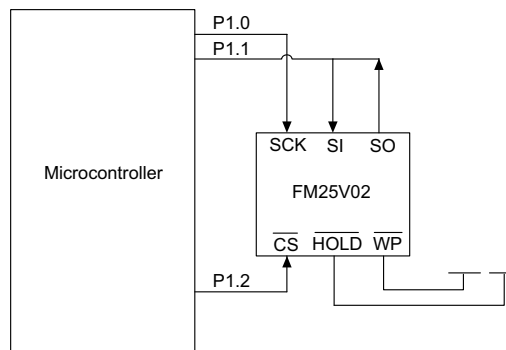 P1.0
P1.1
SCK SI SO
Microcontroller
FM25V02
CS HOLD WP
P1.2